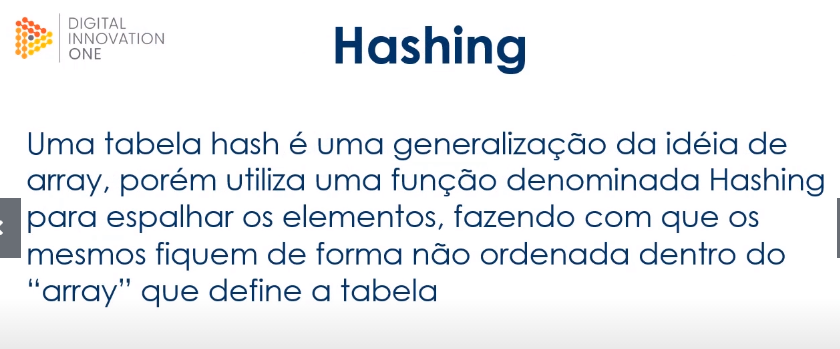 DIGITAL
INNOVATION
ONE
Hashing
Uma tabela hash é uma generalização da idéia de
array, porém utiliza uma função denominada Hashing
para espalhar os elementos, fazendo com que os
mesmos fiquem de forma não ordenada dentro do
“array” que define a tabela